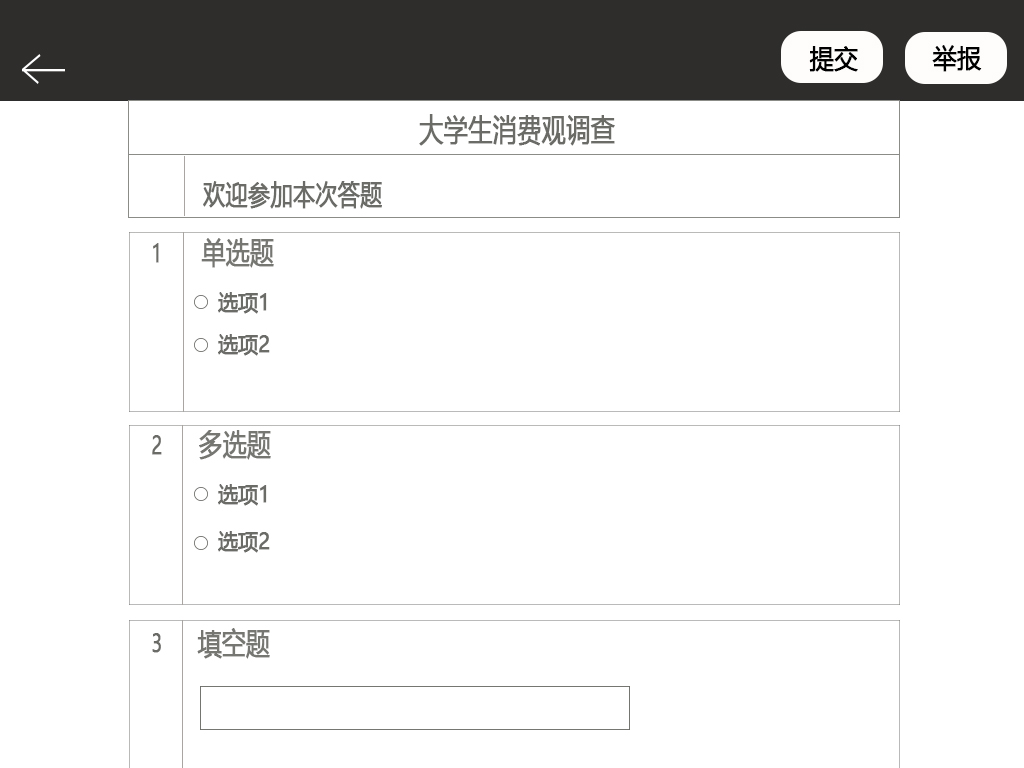 提交 举报
大学生消费观调查
欢迎参加本次答题
1 单选题
选项1
选项2
2 多选题
选项1
选项2
3 填空题